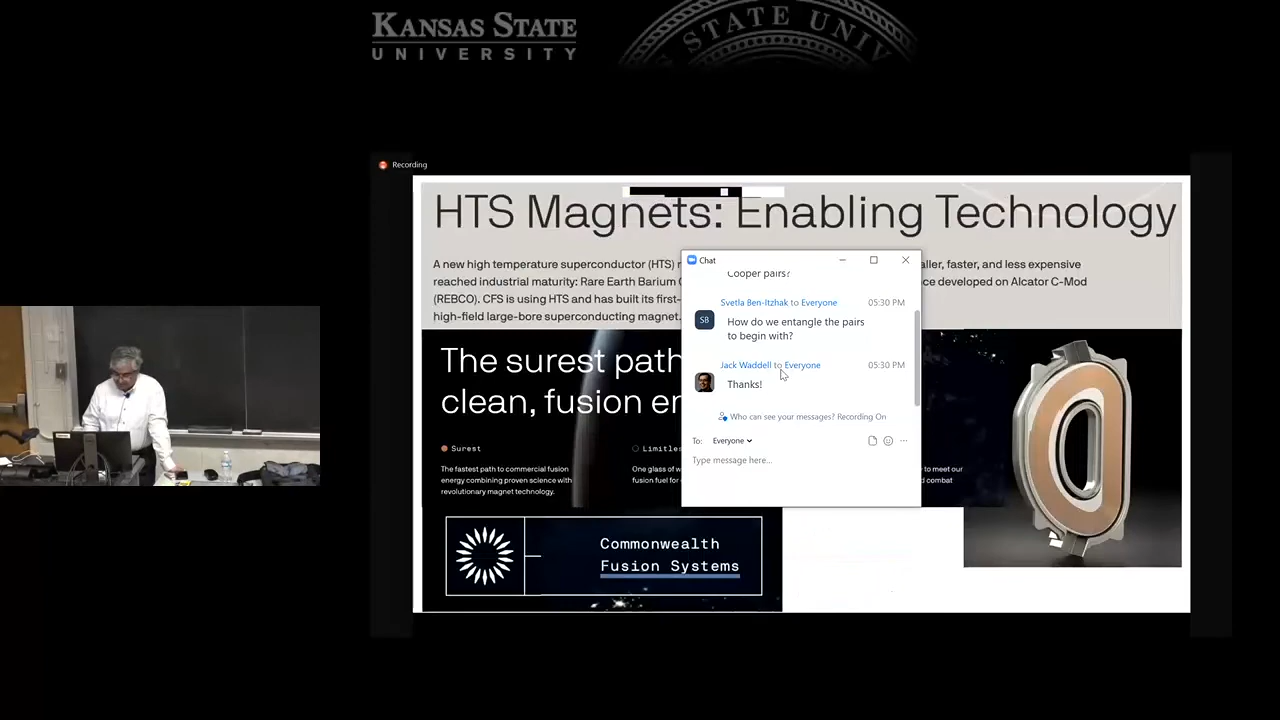 KANSAS STATE
UNIVERSITY
STATE UNIV
Recording
HTS Magnets: Enabling Technology
A new high temperature superconductor (HTS)
reached industrial maturity: Rare Earth Barium
(REBCO). CFS is using HTS and has built its first-
high-field large-bore superconducting magnet.
smaller, faster, and less expensive
developed on Alcator C-Mod
Chat
Cooper pairs?
Svetla Ben-Itzhak to Everyone 05:30 PM
SB
How do we entangle the pairs
to begin with?
Jack Waddell to Everyone 05:30 PM
Thanks!
Who can see your messages? Recording On
To: Everyone
Type message here...
The surest path
clean, fusion
Surest
The fastest path to commercial fusion
energy combining proven science with
revolutionary magnet technology.
Limitles
One glass of
fusion fuel for
to meet our
combat
Commonwealth
Fusion Systems